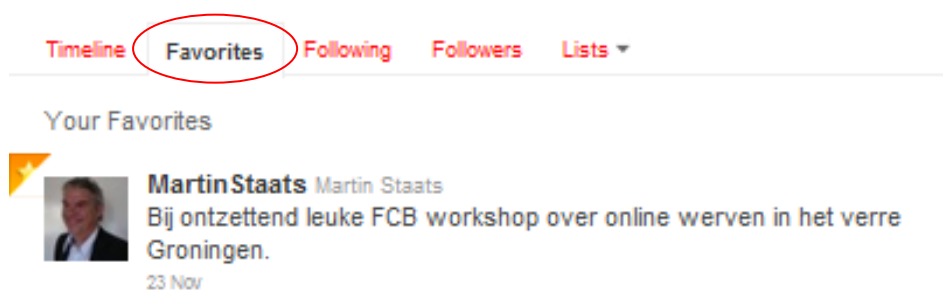 Timeline Favorites Following Followers Lists
Your Favorites
MartinStaats Martin Staats
Bij ontzettend leuke FCB workshop over online werven in het verre
Groningen.
23 Nov